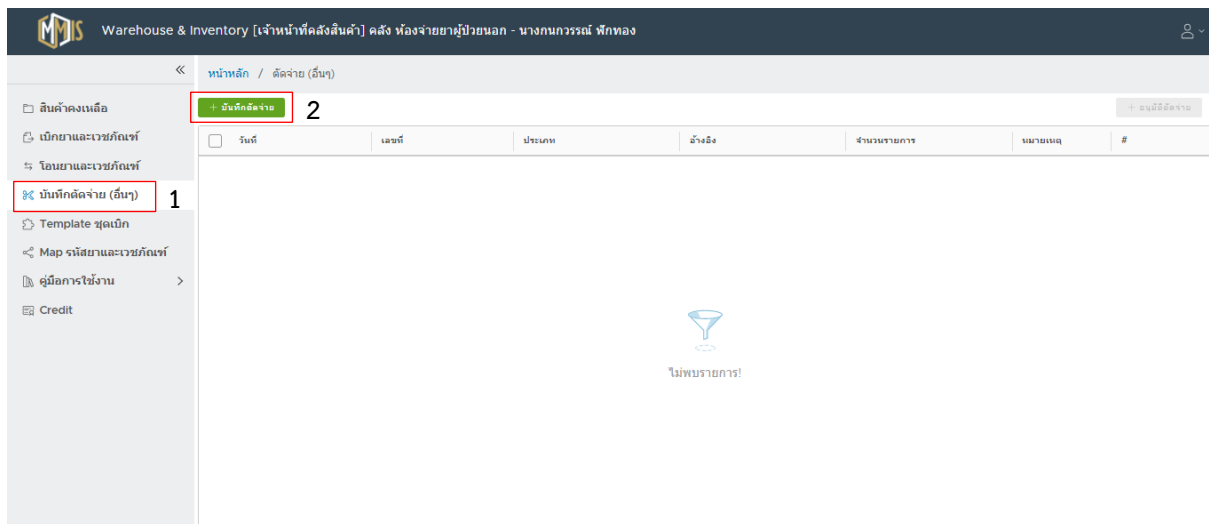 MMIS Warehouse & Inventory [เจ้าหน้าที่คลังสินค้า] คลัง ห้องจ่ายยาผู้ป่วยนอก - นางกนกวรรณ์ ฟักทอง
«
หน้าหลัก / ตัดจ่าย (อื่นๆ)
สินค้าคงเหลือ
เบิกยาและเวชภัณฑ์
โอนยาและเวชภัณฑ์
บันทึกตัดจ่าย (อื่นๆ) 1
Template ชุดเบิก
Map รหัสยาและเวชภัณฑ์
คู่มือการใช้งาน >
Credit
+ บันทึกตัดจ่าย 2
+ อนุมัติตัดจ่าย
วันที่ เลขที่ ประเภท อ้างอิง จำนวนรายการ หมายเหตุ #
ไม่พบรายการ!